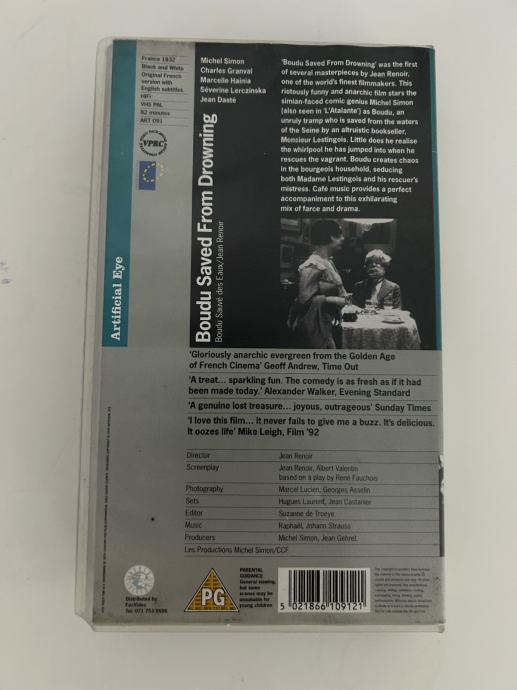 France 1932
Black and White
Original French
version with
English subtitles
HiFi
VHS PAL
82 minutes
ART 091
VPRC
Artificial Eye
Boudu Saved From Drowning
Boudu Sauvé des Eaux/Jean Renoir
Michel Simon
Charles Granval
Marcelle Hainia
Séverine Lerczinska
Jean Dasté
'Boudu Saved From Drowning' was the first
of several masterpieces by Jean Renoir,
one of the world's finest filmmakers. This
riotously funny and anarchic film stars the
simian-faced comic genius Michel Simon
(also seen in 'L'Atalante') as Boudu, an
unruly tramp who is saved from the waters
of the Seine by an altruistic bookseller,
Monsieur Lestingois. Little does he realise
the whirlpool he has jumped into when he
rescues the vagrant. Boudu creates chaos
in the bourgeois household, seducing
both Madame Lestingois and his rescuer's
mistress. Café music provides a perfect
accompaniment to this exhilarating
mix of farce and drama.
'Gloriously anarchic evergreen from the Golden Age
of French Cinema' Geoff Andrew, Time Out
'A treat... sparkling fun. The comedy is as fresh as if it had
been made today.' Alexander Walker, Evening Standard
'A genuine lost treasure... joyous, outrageous' Sunday Times
'I love this film... it never fails to give me a buzz. It's delicious.
It oozes life' Mike Leigh, Film '92
Director Jean Renoir
Screenplay Jean Renoir, Albert Valentin
based on a play by René Fauchois
Photography Marcel Lucien, Georges Asselin
Sets Hugues Laurent, Jean Castanier
Editor Suzanne de Troeye
Music Raphaël, Johann Strauss
Producers Michel Simon, Jean Gehret
Les Productions Michel Simon/CCF
Distributed by
FoxVideo
Tel: 071 753 8686
PG
PARENTAL
GUIDANCE
General viewing,
but some
scenes may be
unsuitable for
young children
5 021866 109121